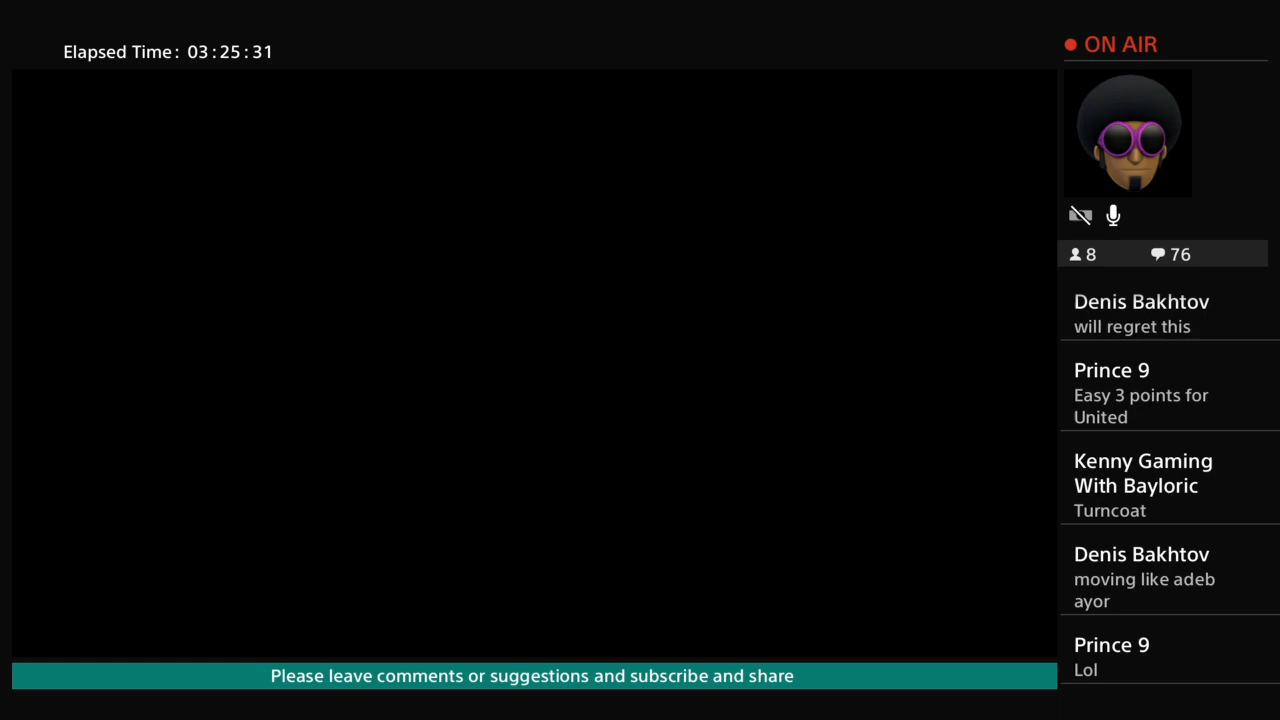 Elapsed Time: 03:25:31
ON AIR
8 76
Denis Bakhtov
will regret this
Prince 9
Easy 3 points for
United
Kenny Gaming
With Bayloric
Turncoat
Denis Bakhtov
moving like adeb
ayor
Prince 9
Lol
Please leave comments or suggestions and subscribe and share